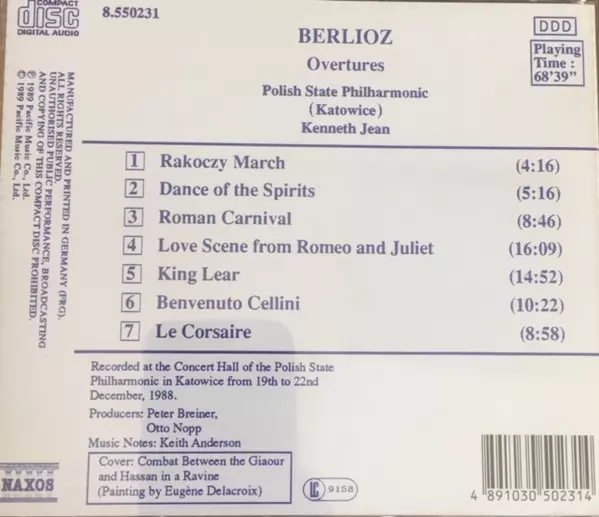 COMPACT
disc
DIGITAL AUDIO
8.550231
BERLIOZ
Overtures
Polish State Philharmonic
(Katowice)
Kenneth Jean
DDD
Playing
Time :
68'39"
MANUFACTURED AND PRINTED IN GERMANY (FRG).
ALL RIGHTS RESERVED.
UNAUTHORISED PUBLIC PERFORMANCE, BROADCASTING
AND COPYING OF THIS COMPACT DISC PROHIBITED.
℗ 1989 Pacific Music Co., Ltd.
© 1989 Pacific Music Co., Ltd.
1 Rakoczy March (4:16)
2 Dance of the Spirits (5:16)
3 Roman Carnival (8:46)
4 Love Scene from Romeo and Juliet (16:09)
5 King Lear (14:52)
6 Benvenuto Cellini (10:22)
7 Le Corsaire (8:58)
Recorded at the Concert Hall of the Polish State
Philharmonic in Katowice from 19th to 22nd
December, 1988.
Producers: Peter Breiner,
Otto Nopp
Music Notes: Keith Anderson
Cover: Combat Between the Giaour
and Hassan in a Ravine
(Painting by Eugène Delacroix)
NAXOS
LC 9158
4 891030 502314